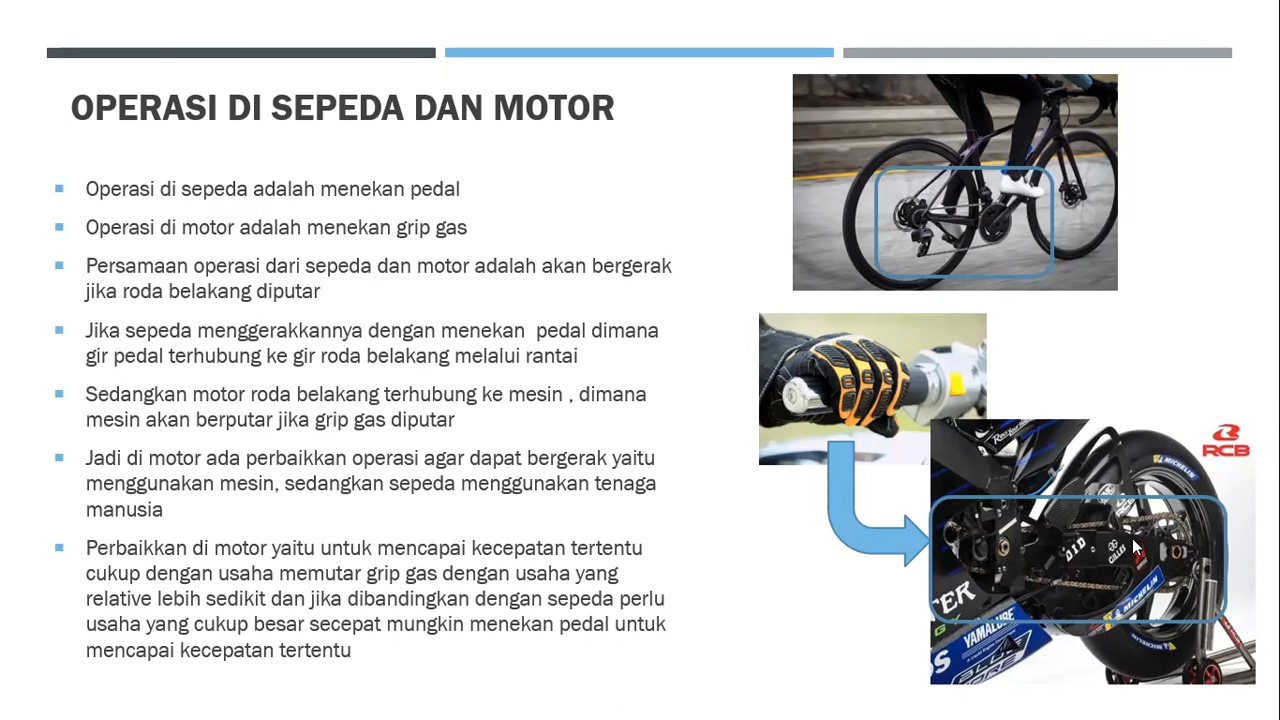 OPERASI DI SEPEDA DAN MOTOR
Operasi di sepeda adalah menekan pedal
Operasi di motor adalah menekan grip gas
Persamaan operasi dari sepeda dan motor adalah akan bergerak
jika roda belakang diputar
Jika sepeda menggerakkannya dengan menekan pedal dimana
gir pedal terhubung ke gir roda belakang melalui rantai
Sedangkan motor roda belakang terhubung ke mesin , dimana
mesin akan berputar jika grip gas diputar
Jadi di motor ada perbaikkan operasi agar dapat bergerak yaitu
menggunakan mesin, sedangkan sepeda menggunakan tenaga
manusia
Perbaikkan di motor yaitu untuk mencapai kecepatan tertentu
cukup dengan usaha memutar grip gas dengan usaha yang
relative lebih sedikit dan jika dibandingkan dengan sepeda perlu
usaha yang cukup besar secepat mungkin menekan pedal untuk
mencapai kecepatan tertentu
RCB
MICHELIN
DID
GILLES
MICHELIN
YAMALUBE
MICHELIN